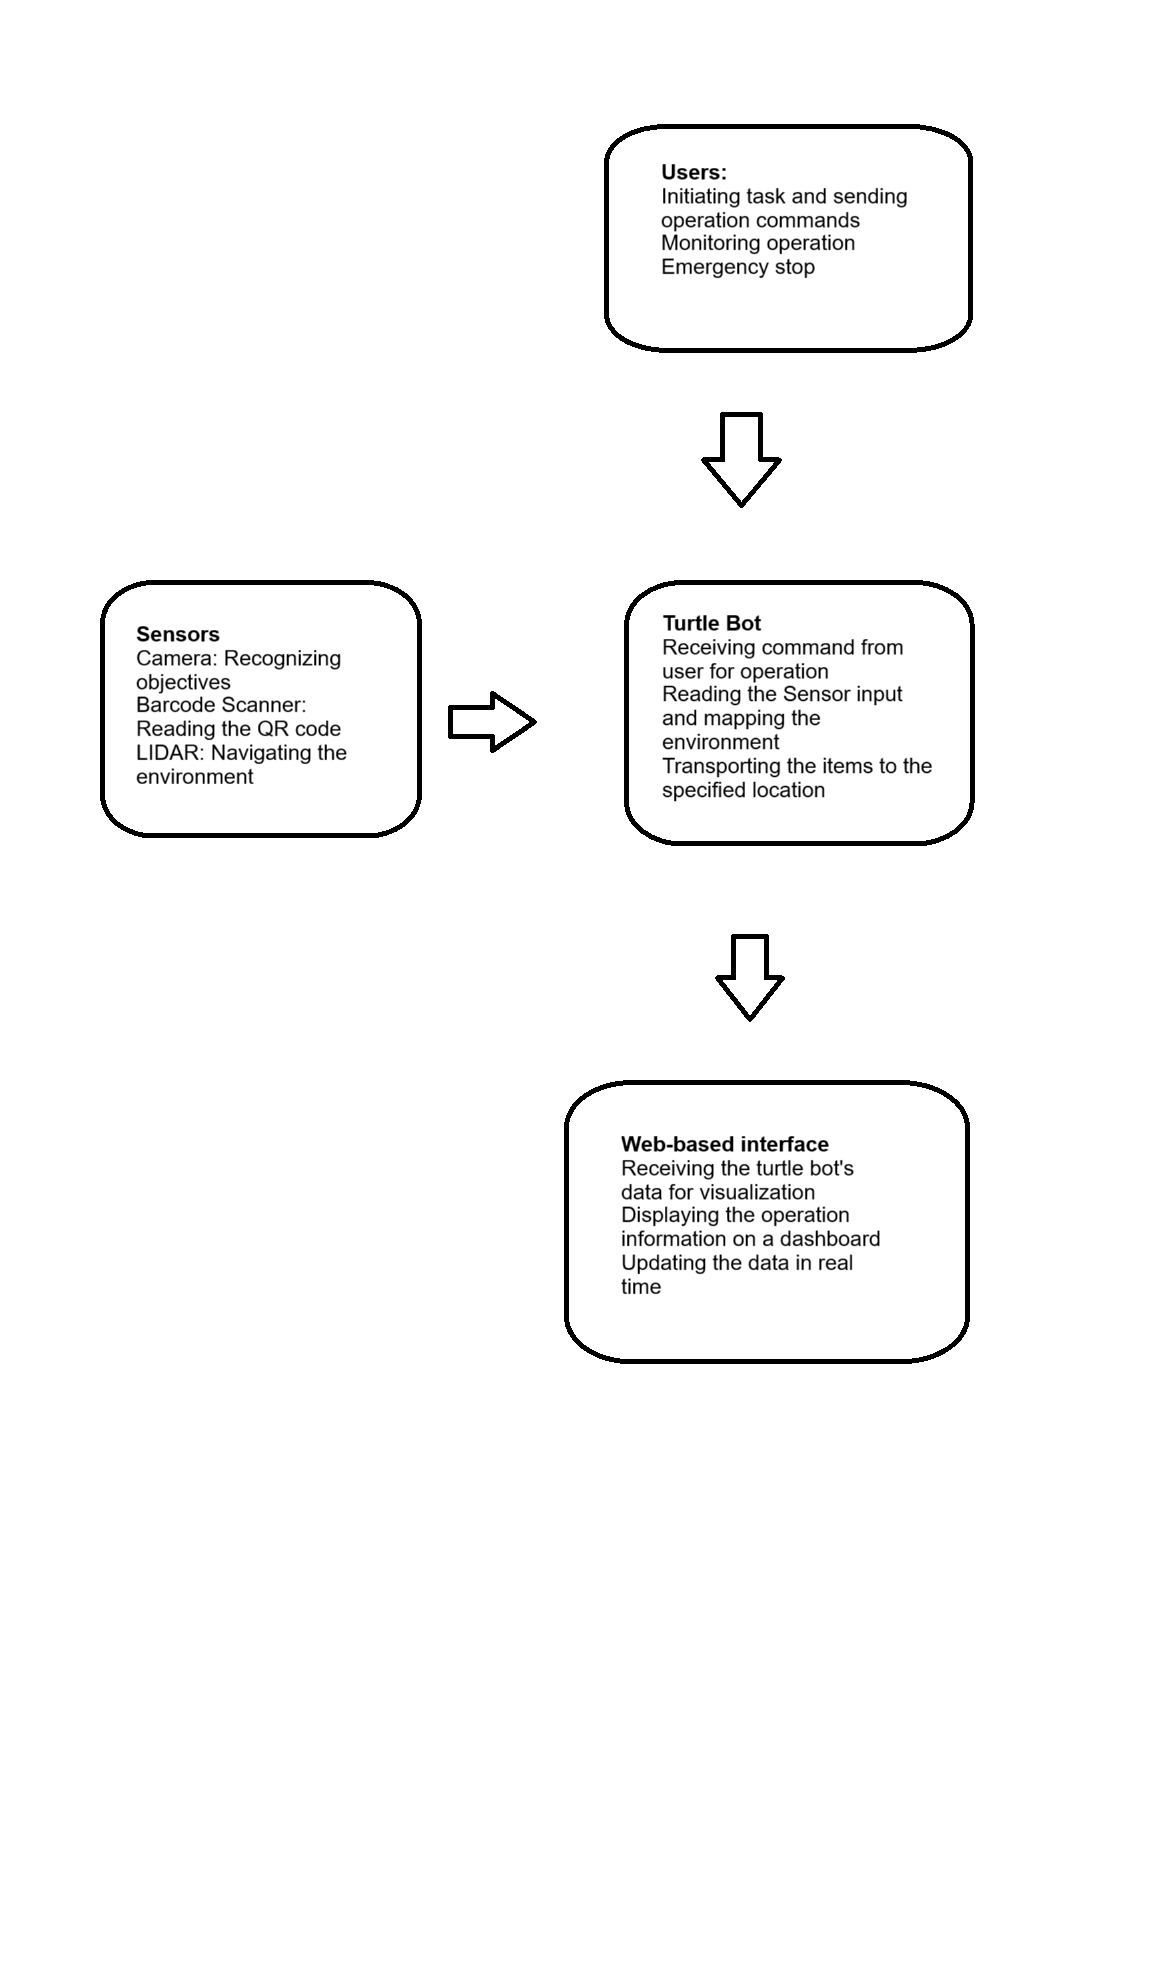 Users:
Initiating task and sending
operation commands
Monitoring operation
Emergency stop
Sensors
Camera: Recognizing
objectives
Barcode Scanner:
Reading the QR code
LIDAR: Navigating the
environment
Turtle Bot
Receiving command from
user for operation
Reading the Sensor input
and mapping the
environment
Transporting the items to the
specified location
Web-based interface
Receiving the turtle bot's
data for visualization
Displaying the operation
information on a dashboard
Updating the data in real
time